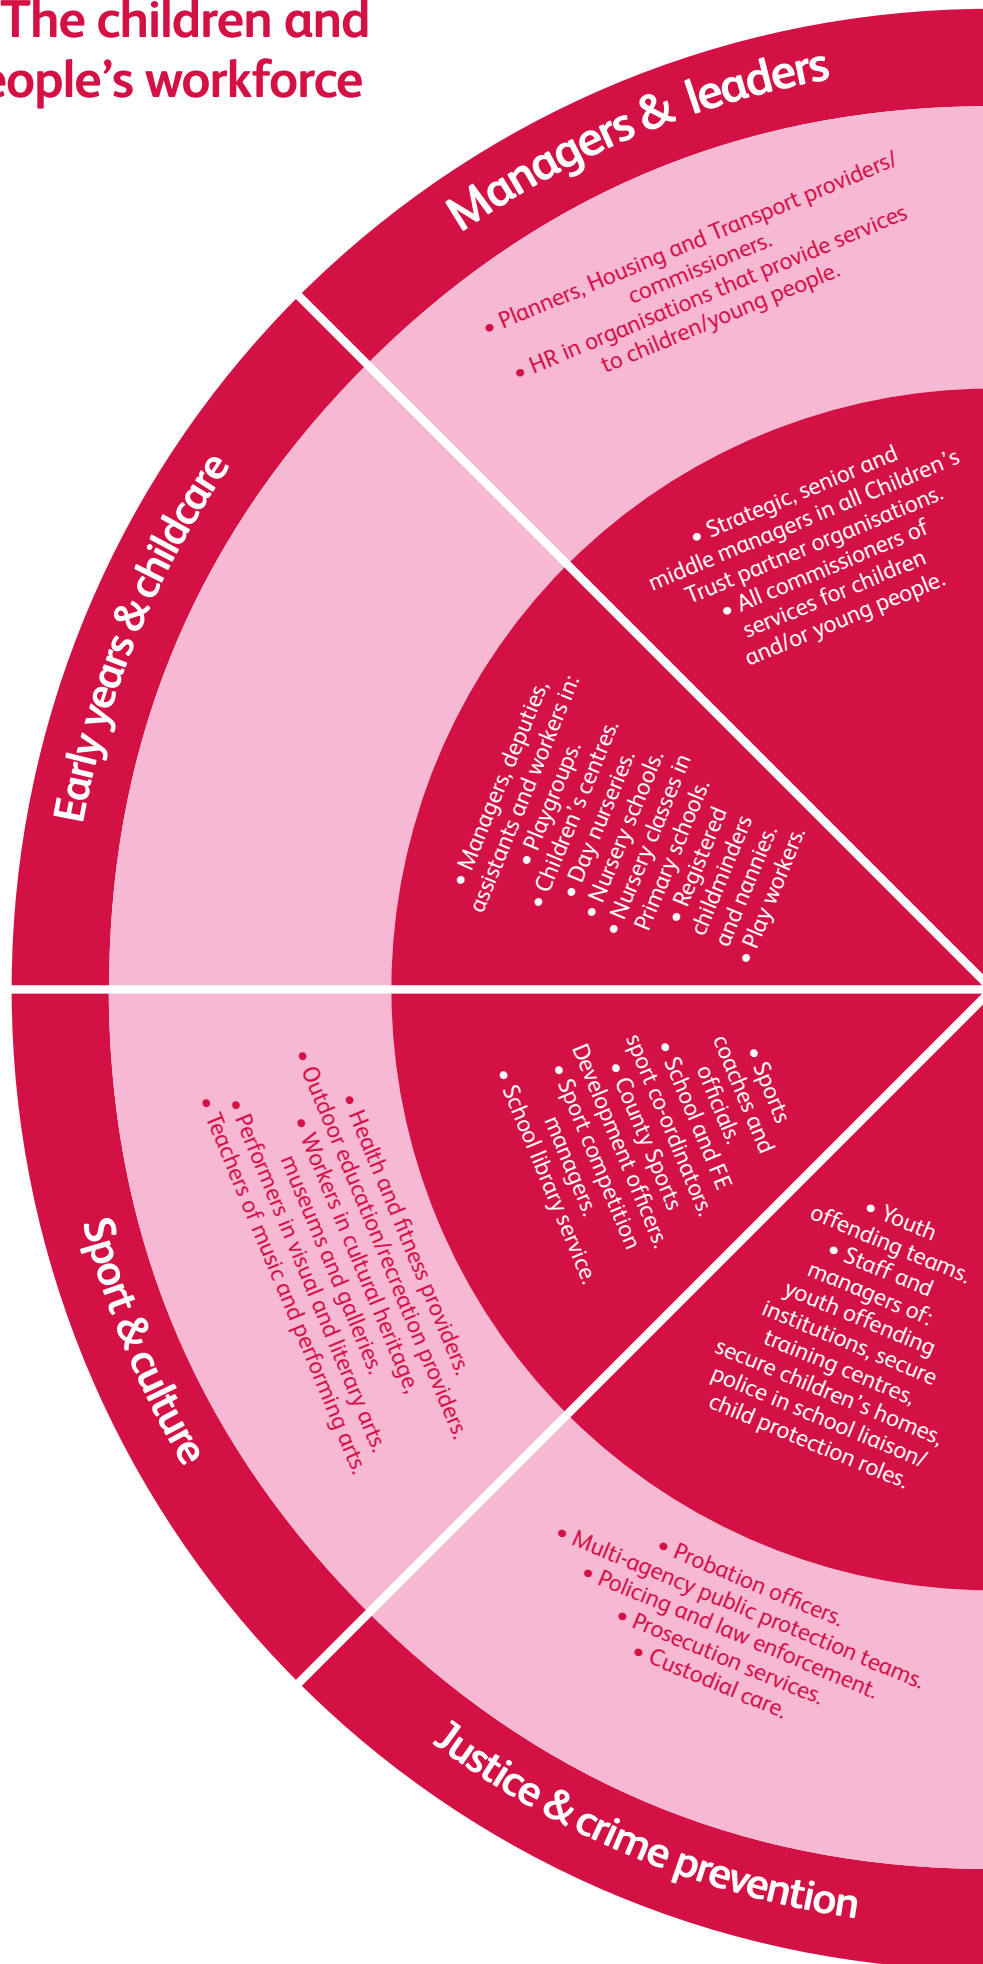 The children and
eople's workforce
Managers & leaders
• Planners, Housing and Transport providers/
commissioners.
• HR in organisations that provide services
to children/young people.
• Strategic, senior and
middle managers in all Children's
Trust partner organisations.
• All commissioners of
services for children
and/or young people.
Early years & childcare
• Managers, deputies,
assistants and workers in:
• Playgroups.
• Children's centres.
• Day nurseries.
• Nursery schools.
• Nursery classes in
Primary schools.
• Registered
childminders
and nannies.
• Play workers.
Sport & culture
• Sports
coaches and
officials.
• School and FE
sport co-ordinators.
• County Sports
Development officers.
• Sport competition
managers.
• School library service.
• Health and fitness providers.
• Outdoor education/recreation providers.
• Workers in cultural heritage,
museums and galleries.
• Performers in visual and literary arts.
• Teachers of music and performing arts.
• Youth
offending teams.
• Staff and
managers of:
youth offending
institutions, secure
training centres,
secure children's homes,
police in school liaison/
child protection roles.
• Probation officers.
• Multi-agency public protection teams.
• Policing and law enforcement.
• Prosecution services.
• Custodial care.
Justice & crime prevention